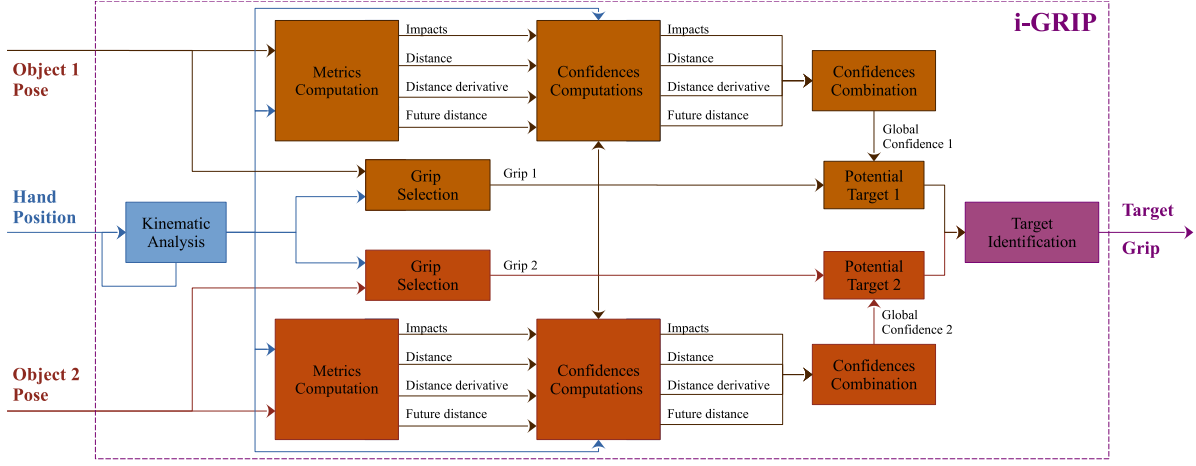 i-GRIP
Object 1
Pose
Metrics
Computation
Impacts
Distance
Distance derivative
Future distance
Confidences
Computations
Impacts
Distance
Distance derivative
Future distance
Confidences
Combination
Global
Confidence 1
Grip
Selection
Grip 1
Potential
Target 1
Hand
Position
Kinematic
Analysis
Target
Identification
Target
Grip
Grip
Selection
Grip 2
Potential
Target 2
Global
Confidence 2
Object 2
Pose
Metrics
Computation
Impacts
Distance
Distance derivative
Future distance
Confidences
Computations
Impacts
Distance
Distance derivative
Future distance
Confidences
Combination